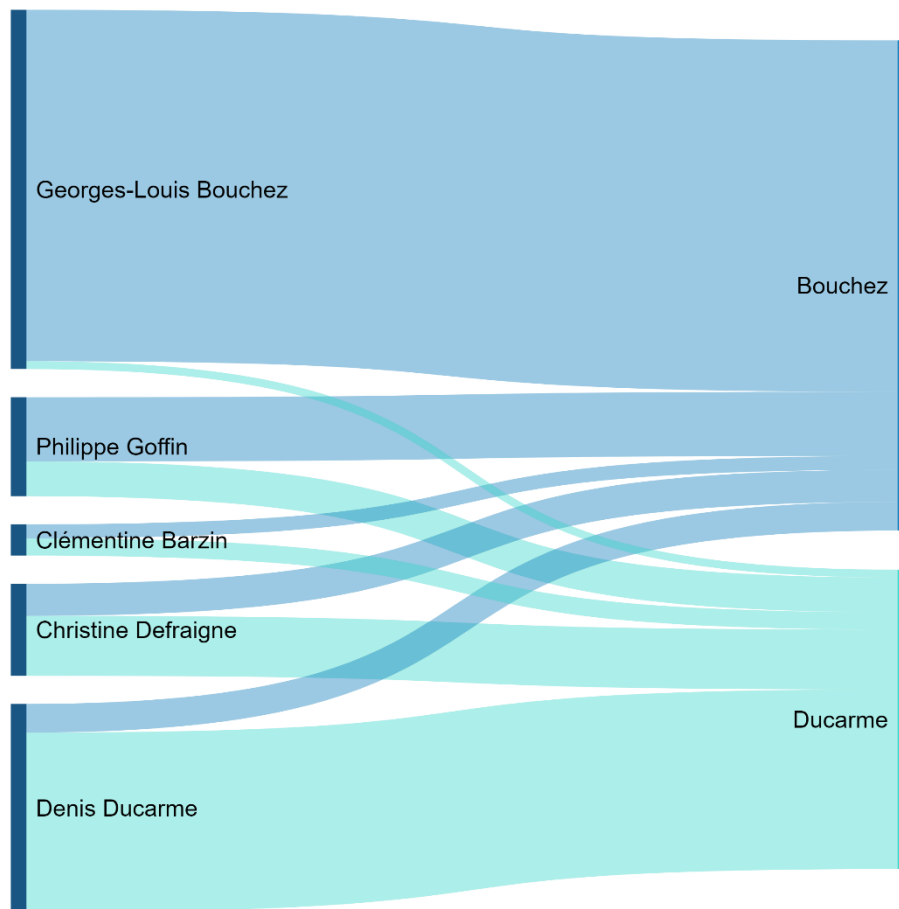 Georges-Louis Bouchez
Philippe Goffin
Clémentine Barzin
Christine Defraigne
Denis Ducarme
Bouchez
Ducarme